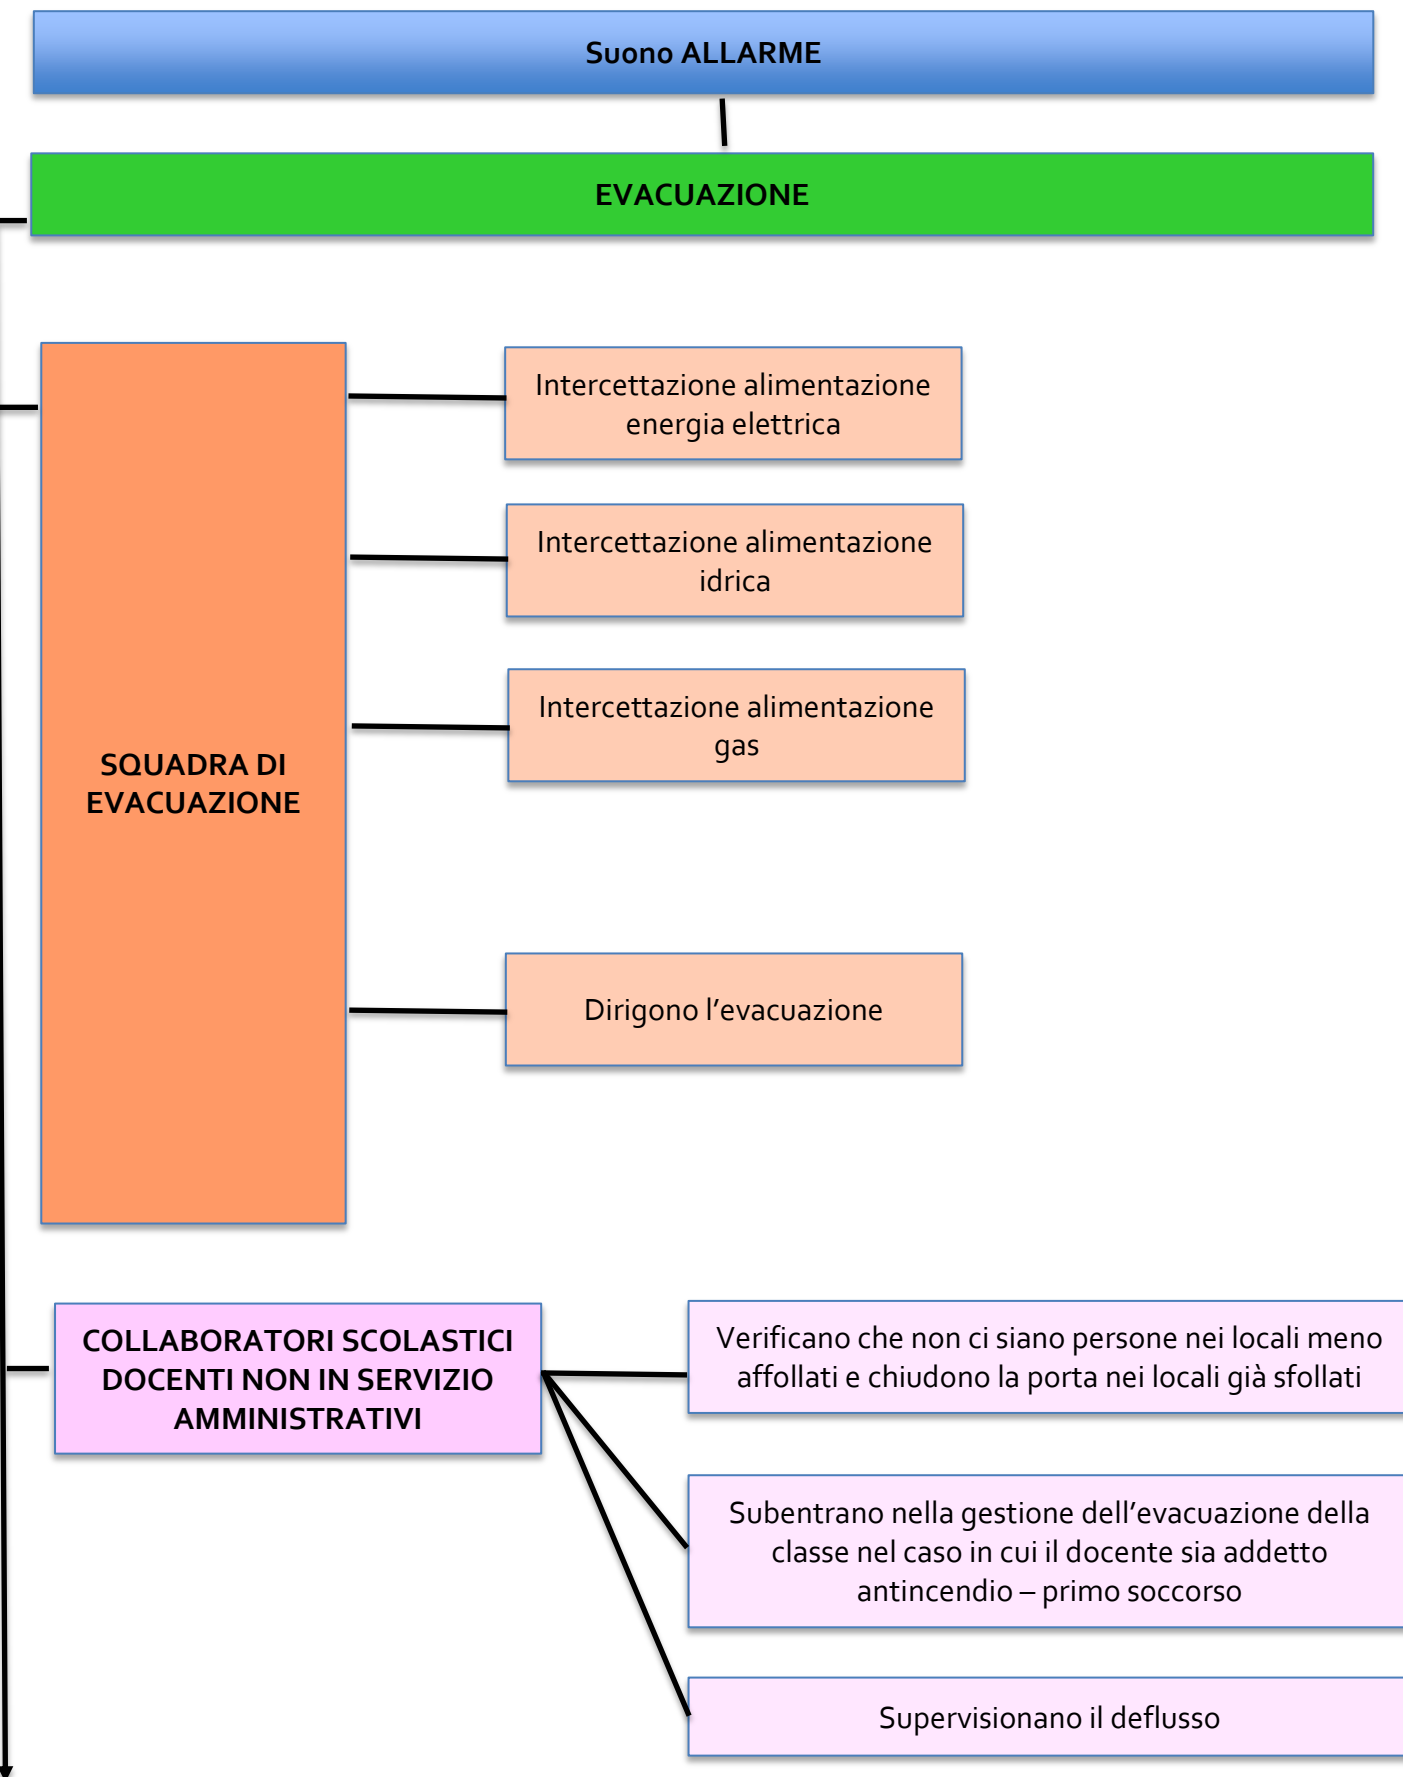 Suono ALLARME
EVACUAZIONE
Intercettazione alimentazione
energia elettrica
Intercettazione alimentazione
idrica
Intercettazione alimentazione
gas
SQUADRA DI
EVACUAZIONE
Dirigono l’evacuazione
COLLABORATORI SCOLASTICI
DOCENTI NON IN SERVIZIO
AMMINISTRATIVI
Verificano che non ci siano persone nei locali meno
affollati e chiudono la porta nei locali già sfollati
Subentrano nella gestione dell’evacuazione della
classe nel caso in cui il docente sia addetto
antincendio – primo soccorso
Supervisionano il deflusso